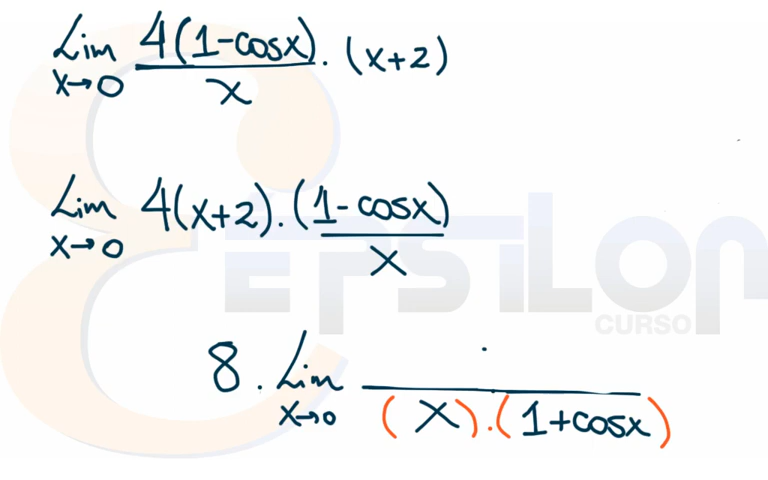 Lim 4(1-cosx)/x . (x+2)
x→0
Lim 4(x+2).(1-cosx)/x
x→0
EPSILON
CURSO
8. Lim ―/(x).(1+cosx)
x→0